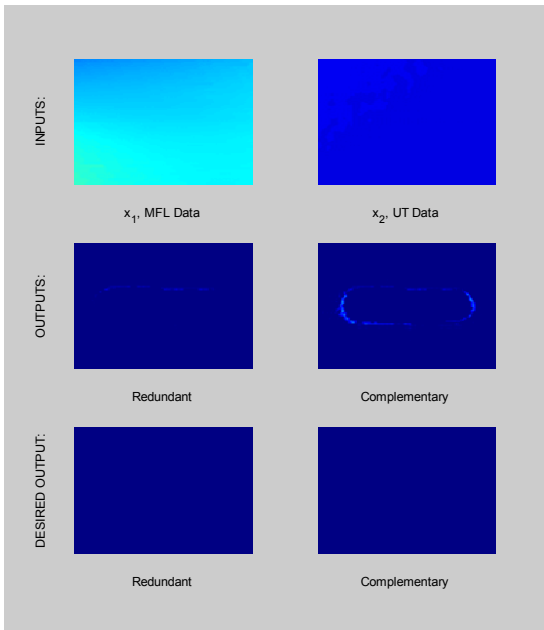 INPUTS:
x1, MFL Data
x2, UT Data
OUTPUTS:
Redundant
Complementary
DESIRED OUTPUT:
Redundant
Complementary